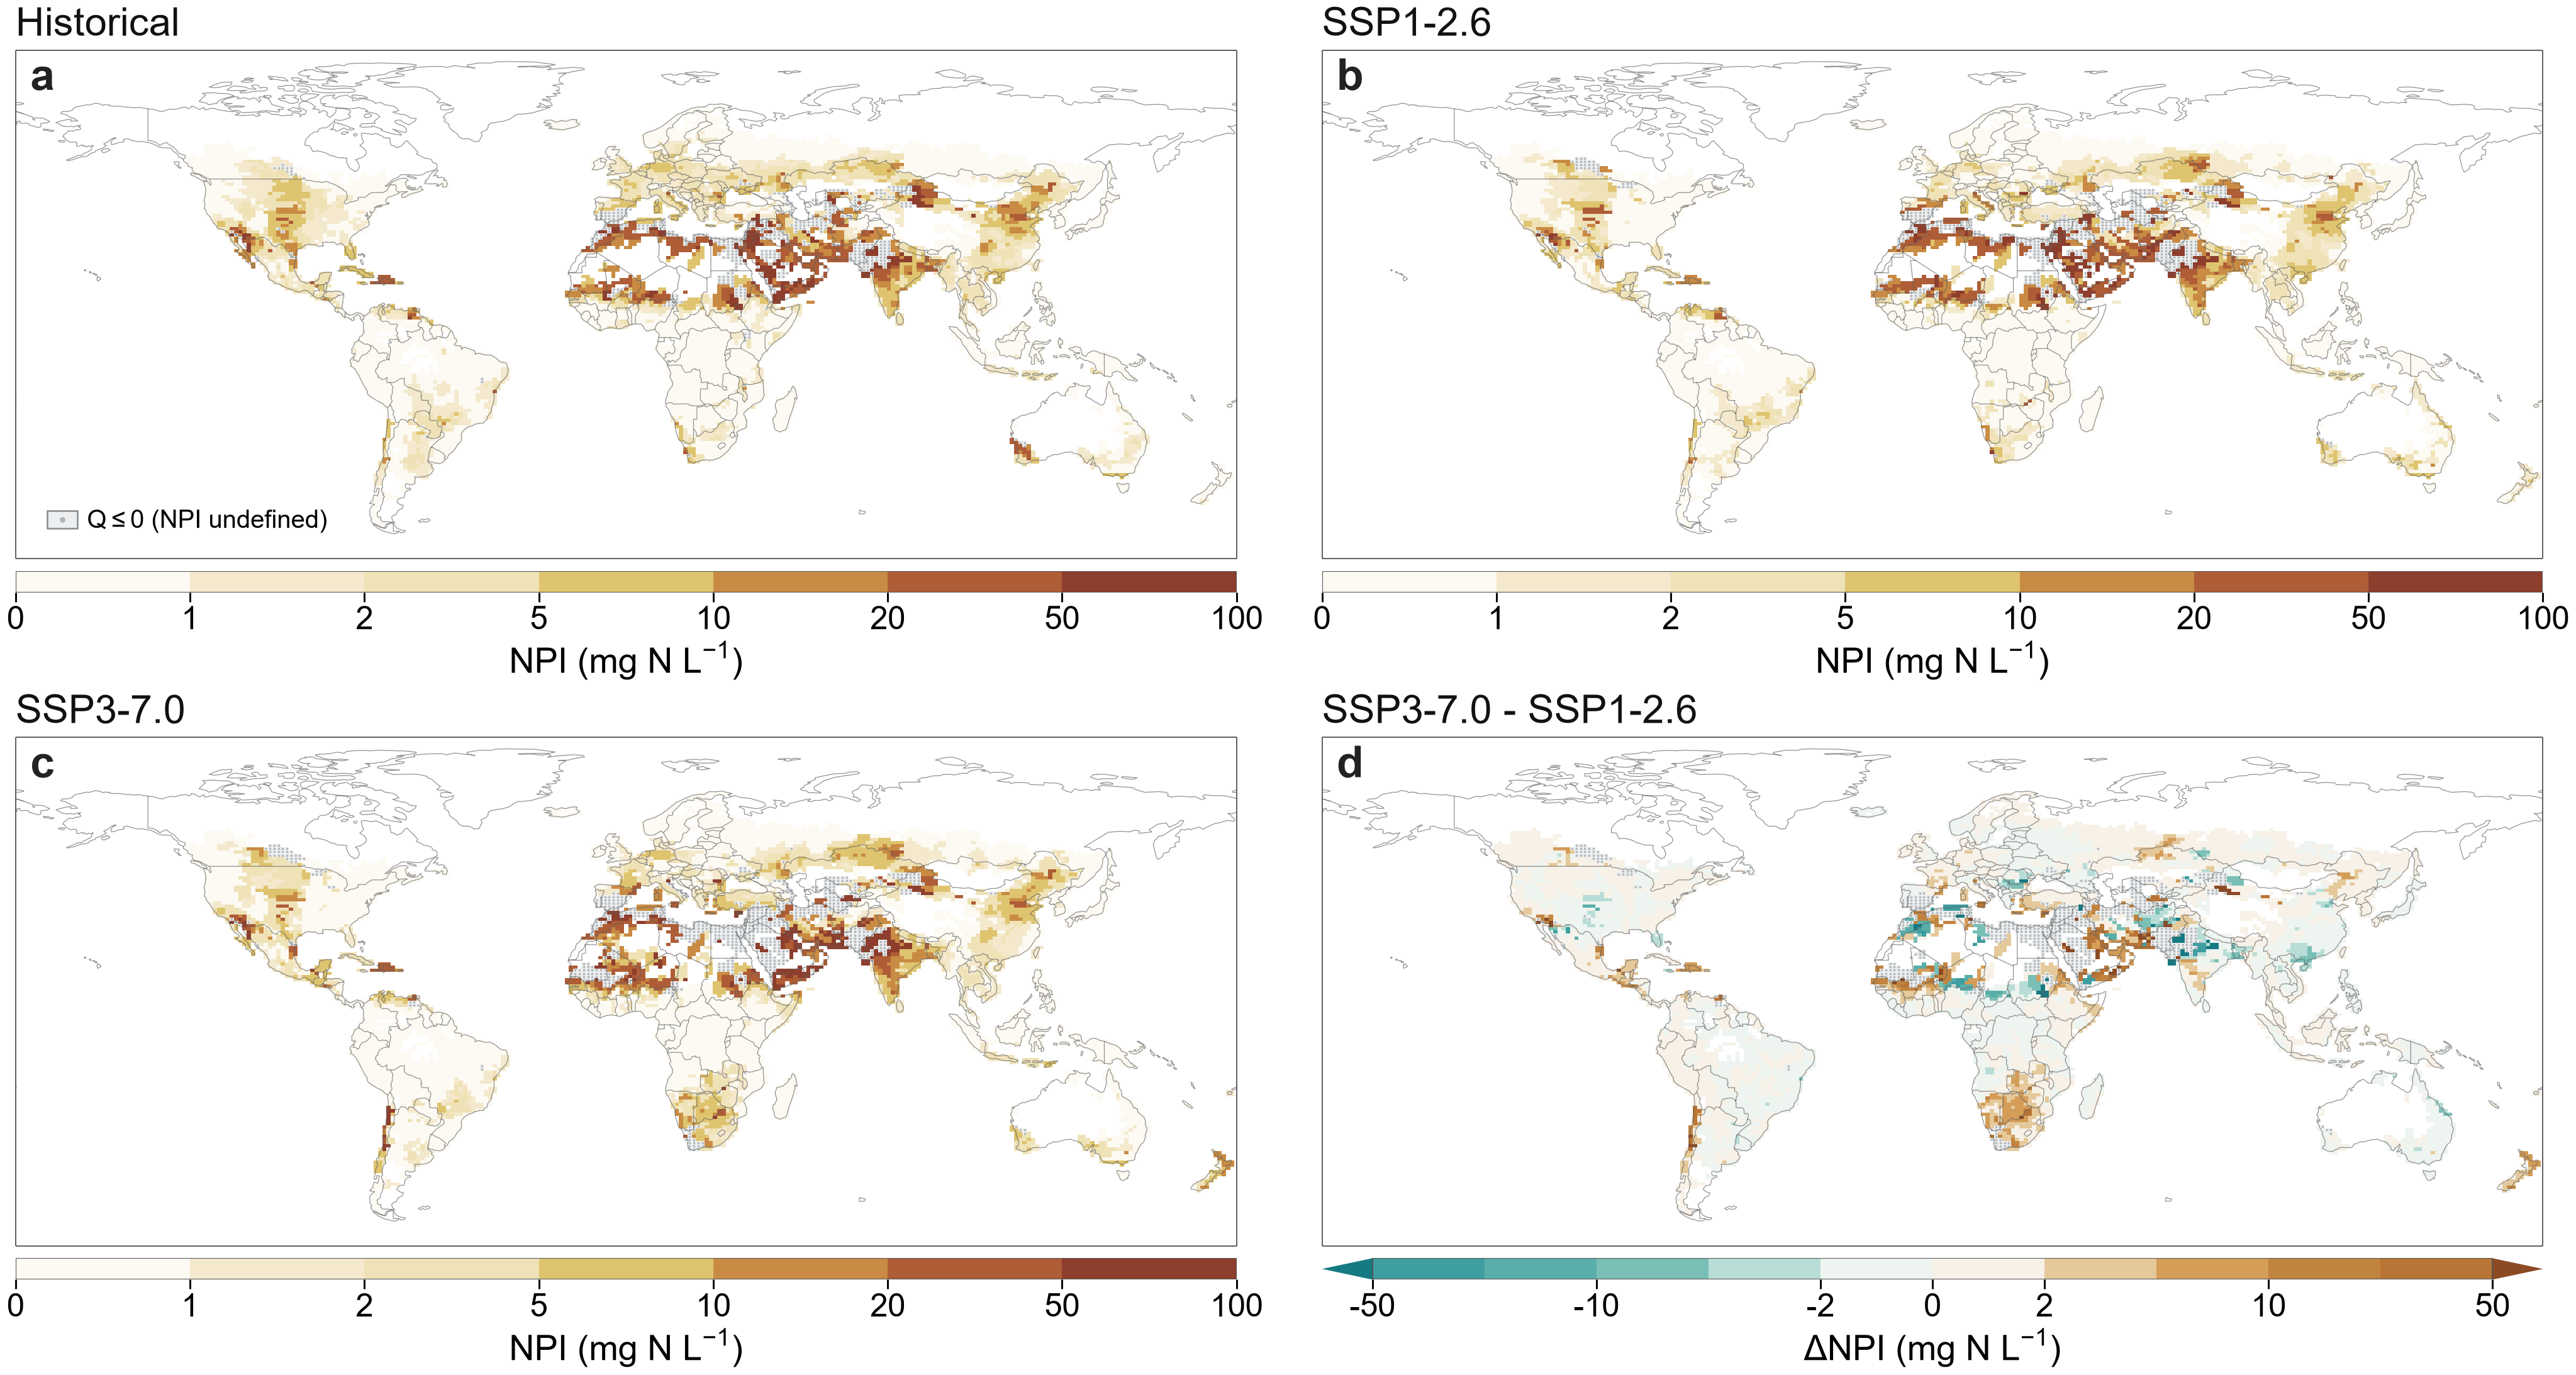 Historical
a
Q ≤ 0 (NPI undefined)
0 1 2 5 10 20 50 100
NPI (mg N L⁻¹)
SSP1-2.6
b
0 1 2 5 10 20 50 100
NPI (mg N L⁻¹)
SSP3-7.0
c
0 1 2 5 10 20 50 100
NPI (mg N L⁻¹)
SSP3-7.0 - SSP1-2.6
d
-50 -10 -2 0 2 10 50
ΔNPI (mg N L⁻¹)